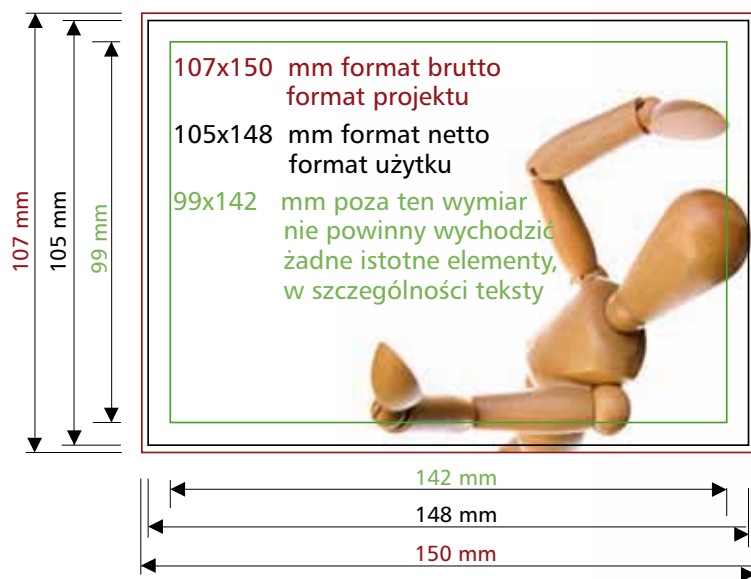 107x150 mm format brutto
format projektu
105x148 mm format netto
format użytku
99x142 mm poza ten wymiar
nie powinny wychodzić
żadne istotne elementy,
w szczególności teksty
107 mm
105 mm
99 mm
142 mm
148 mm
150 mm